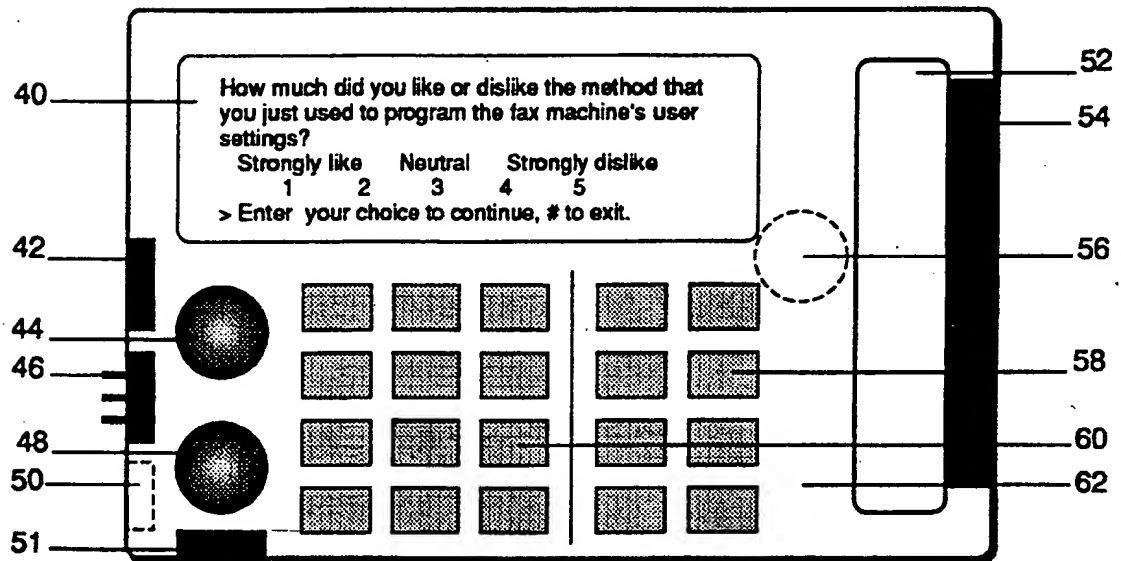 How much did you like or dislike the method that
you just used to program the fax machine's user
settings?
Strongly like Neutral Strongly dislike
1 2 3 4 5
> Enter your choice to continue, # to exit.
40
42
44
46
48
50
51
52
54
56
58
60
62